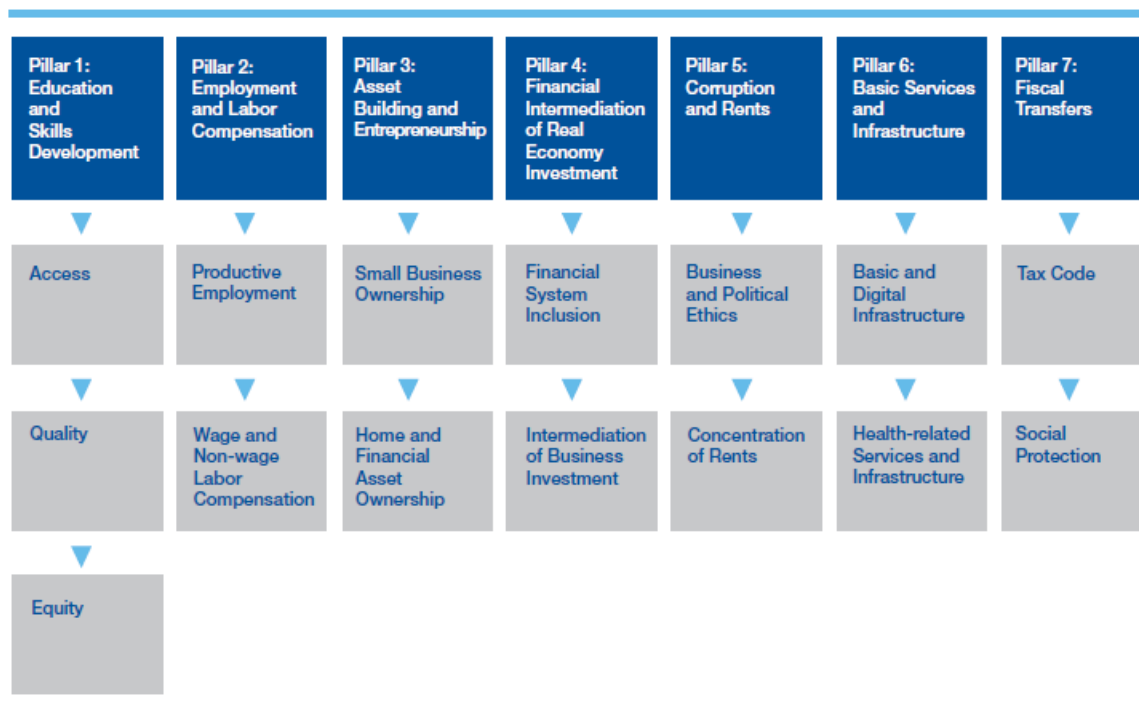 Pillar 1:
Education
and
Skills
Development
Pillar 2:
Employment
and Labor
Compensation
Pillar 3:
Asset
Building and
Entrepreneurship
Pillar 4:
Financial
Intermediation
of Real
Economy
Investment
Pillar 5:
Corruption
and Rents
Pillar 6:
Basic Services
and
Infrastructure
Pillar 7:
Fiscal
Transfers
Access
Productive
Employment
Small Business
Ownership
Financial
System
Inclusion
Business
and Political
Ethics
Basic and
Digital
Infrastructure
Tax Code
Quality
Wage and
Non-wage
Labor
Compensation
Home and
Financial
Asset
Ownership
Intermediation
of Business
Investment
Concentration
of Rents
Health-related
Services and
Infrastructure
Social
Protection
Equity